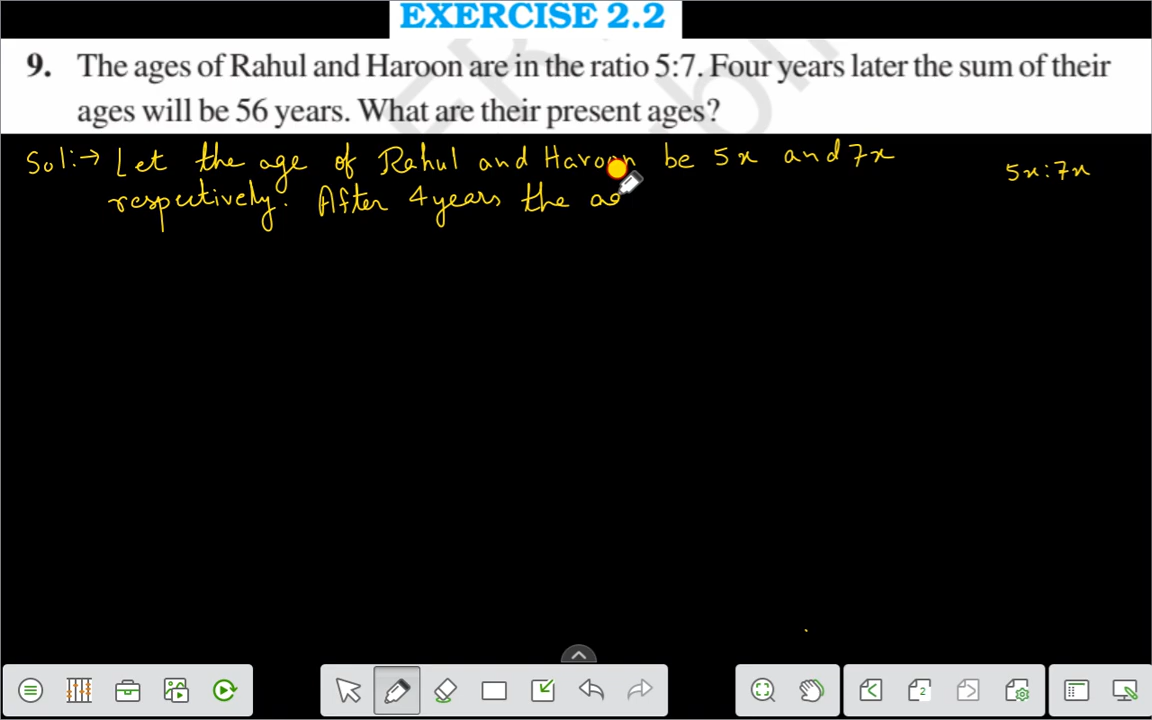 EXERCISE 2.2
9. The ages of Rahul and Haroon are in the ratio 5:7. Four years later the sum of their
ages will be 56 years. What are their present ages?
Sol:→ Let the age of Rahul and Haroon be 5x and 7x
5x:7x
respectively. After 4 years the
2